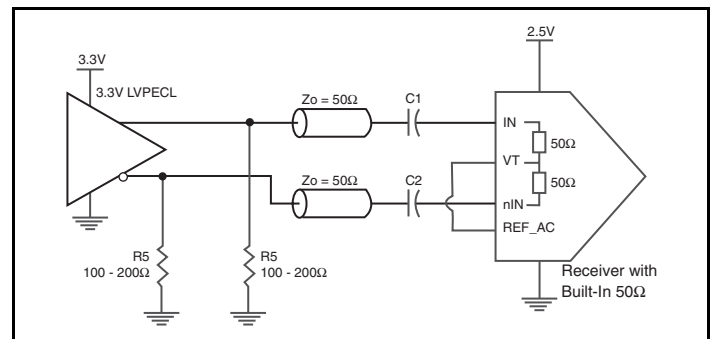 2.5V
3.3V
3.3V LVPECL
Zo = 50Ω
C1
IN
50Ω
VT
Zo = 50Ω
C2
50Ω
nIN
REF_AC
R5
100 - 200Ω
R5
100 - 200Ω
Receiver with
Built-In 50Ω